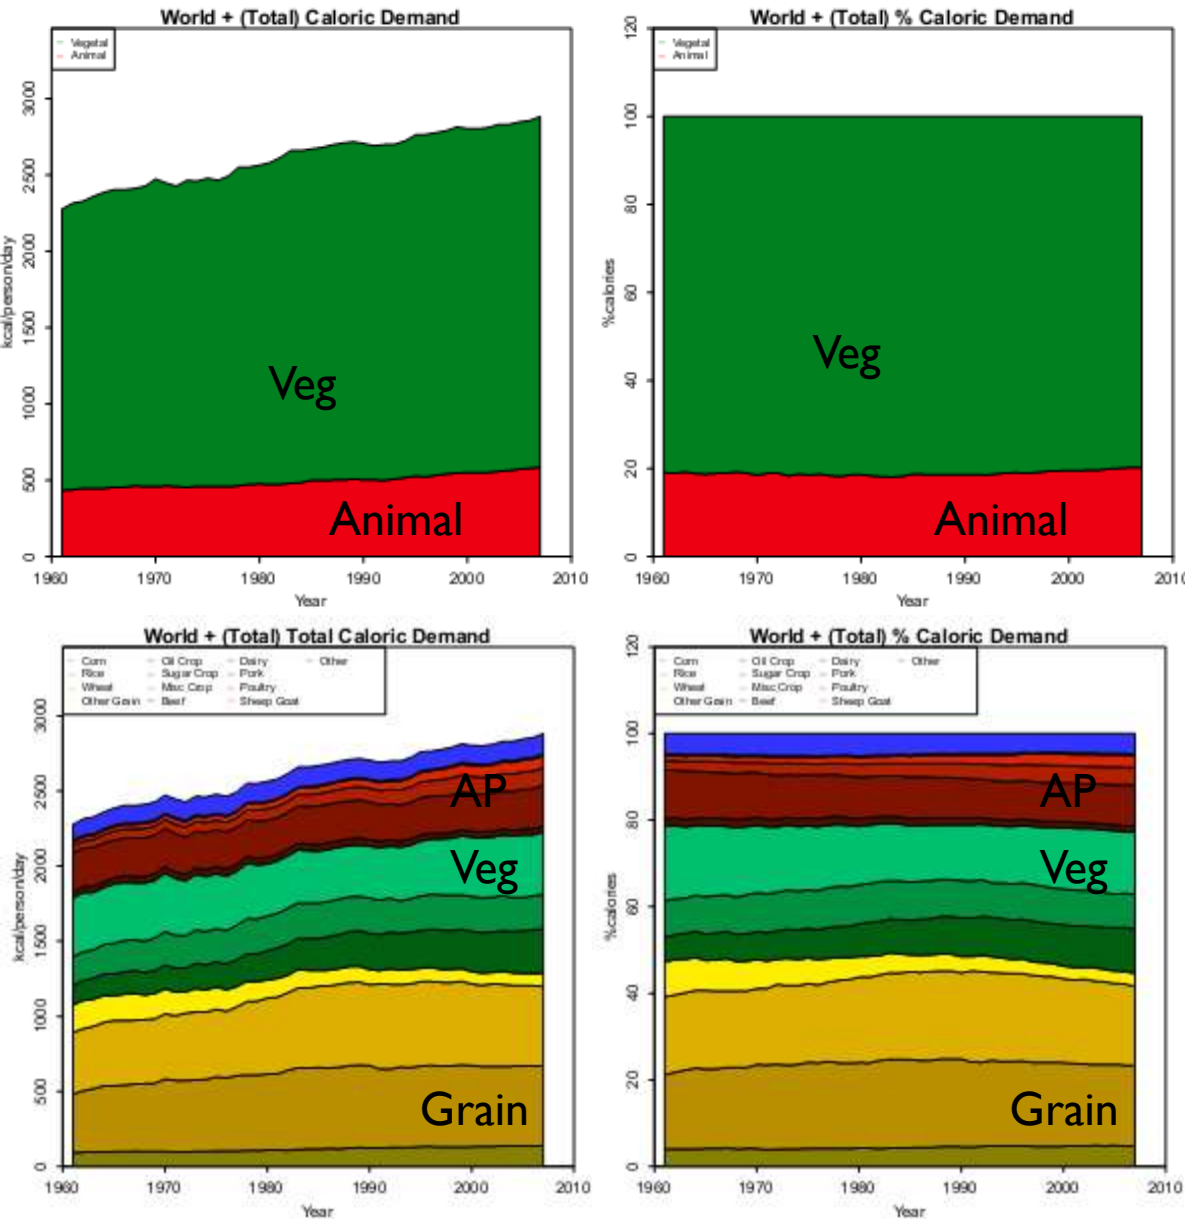 World + (Total) Caloric Demand
Vegetal
Animal
3000
2500
2000
1500
1000
500
0
kcal/person/day
Veg
Animal
1960 1970 1980 1990 2000 2010
Year
World + (Total) % Caloric Demand
Vegetal
Animal
120
100
80
60
40
20
0
%calories
Veg
Animal
1960 1970 1980 1990 2000 2010
Year
World + (Total) Total Caloric Demand
Corn Oil Crop Dairy Other
Rice Sugar Crop Pork
Wheat Misc Crop Poultry
Other Grain Beef Sheep Goat
3000
2500
2000
1500
1000
500
0
kcal/person/day
AP
Veg
Grain
1960 1970 1980 1990 2000 2010
Year
World + (Total) % Caloric Demand
Corn Oil Crop Dairy Other
Rice Sugar Crop Pork
Wheat Misc Crop Poultry
Other Grain Beef Sheep Goat
120
100
80
60
40
20
0
%calories
AP
Veg
Grain
1960 1970 1980 1990 2000 2010
Year